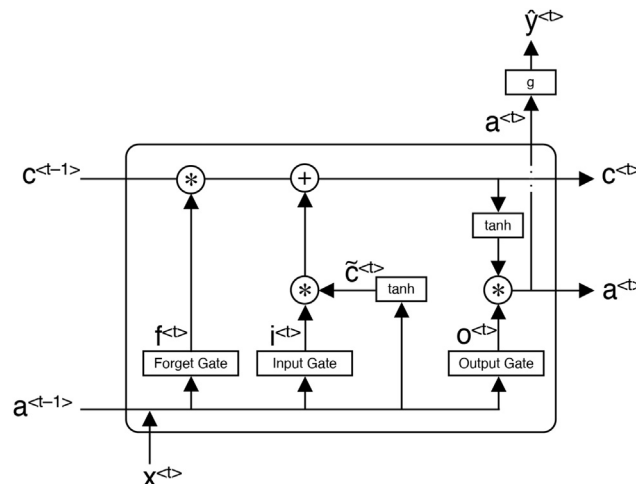 ŷ<t>
g
a<t>
c<t-1>
*
+
c<t>
tanh
c̃<t>
*
tanh
*
a<t>
f<t>
i<t>
o<t>
Forget Gate
Input Gate
Output Gate
a<t-1>
x<t>